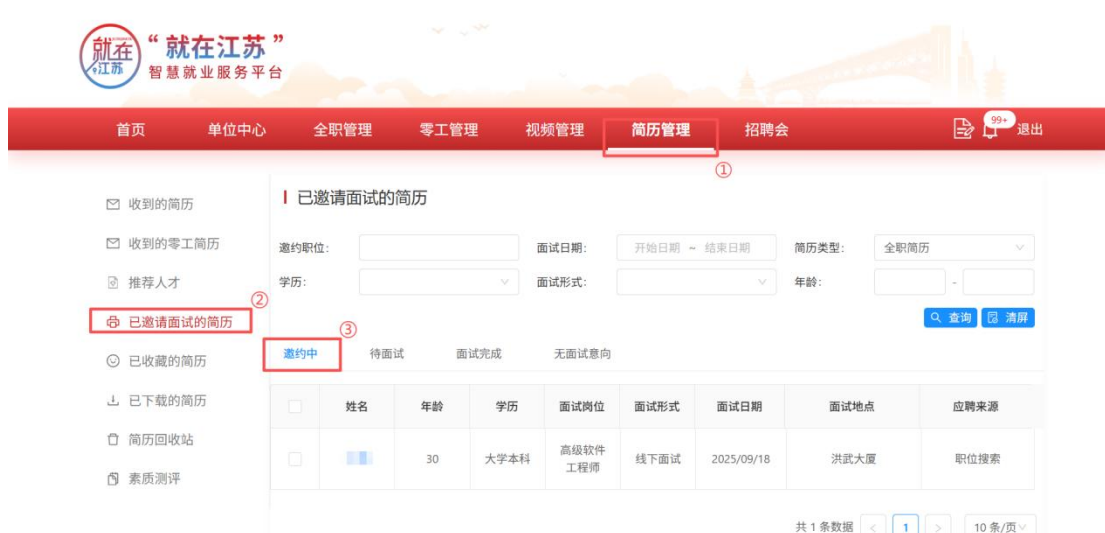 就在江苏
“就在江苏”
智慧就业服务平台
首页 单位中心 全职管理 零工管理 视频管理 简历管理 招聘会 99+ 退出
①
收到的简历
收到的零工简历
推荐人才
②
已邀请面试的简历
已收藏的简历
已下载的简历
简历回收站
素质测评
已邀请面试的简历
邀约职位: 面试日期: 开始日期 ~ 结束日期 简历类型: 全职简历
学历: 面试形式: 年龄: -
查询 清屏
③
邀约中 待面试 面试完成 无面试意向
姓名 年龄 学历 面试岗位 面试形式 面试日期 面试地点 应聘来源
30 大学本科 高级软件工程师 线下面试 2025/09/18 洪武大厦 职位搜索
共 1 条数据 < 1 > 10 条/页